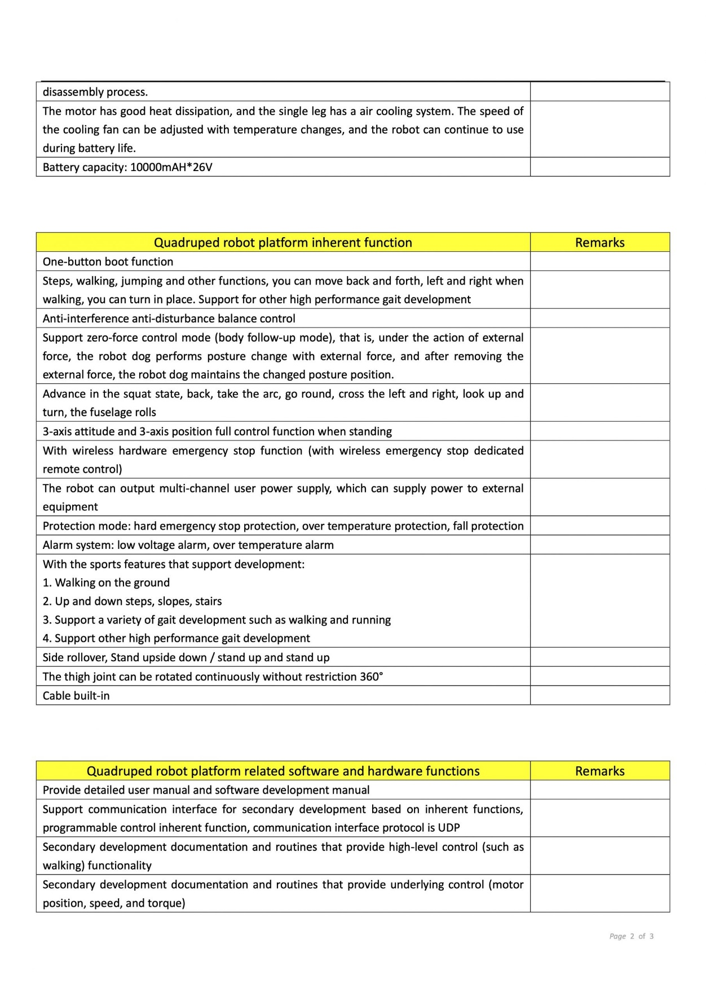 disassembly process.
The motor has good heat dissipation, and the single leg has a air cooling system. The speed of
the cooling fan can be adjusted with temperature changes, and the robot can continue to use
during battery life.
Battery capacity: 10000mAH*26V
Quadruped robot platform inherent function Remarks
One-button boot function
Steps, walking, jumping and other functions, you can move back and forth, left and right when
walking, you can turn in place. Support for other high performance gait development
Anti-interference anti-disturbance balance control
Support zero-force control mode (body follow-up mode), that is, under the action of external
force, the robot dog performs posture change with external force, and after removing the
external force, the robot dog maintains the changed posture position.
Advance in the squat state, back, take the arc, go round, cross the left and right, look up and
turn, the fuselage rolls
3-axis attitude and 3-axis position full control function when standing
With wireless hardware emergency stop function (with wireless emergency stop dedicated
remote control)
The robot can output multi-channel user power supply, which can supply power to external
equipment
Protection mode: hard emergency stop protection, over temperature protection, fall protection
Alarm system: low voltage alarm, over temperature alarm
With the sports features that support development:
1. Walking on the ground
2. Up and down steps, slopes, stairs
3. Support a variety of gait development such as walking and running
4. Support other high performance gait development
Side rollover, Stand upside down / stand up and stand up
The thigh joint can be rotated continuously without restriction 360°
Cable built-in
Quadruped robot platform related software and hardware functions Remarks
Provide detailed user manual and software development manual
Support communication interface for secondary development based on inherent functions,
programmable control inherent function, communication interface protocol is UDP
Secondary development documentation and routines that provide high-level control (such as
walking) functionality
Secondary development documentation and routines that provide underlying control (motor
position, speed, and torque)
Page 2 of 3